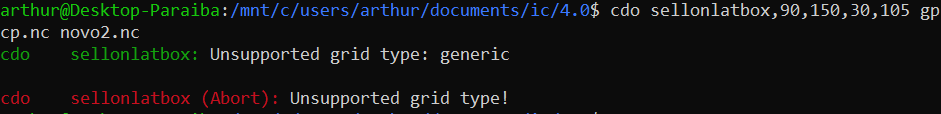 arthur@Desktop-Paraiba:/mnt/c/users/arthur/documents/ic/4.0$ cdo sellonlatbox,90,150,30,105 gp
cp.nc novo2.nc
cdo    sellonlatbox: Unsupported grid type: generic
cdo    sellonlatbox (Abort): Unsupported grid type!